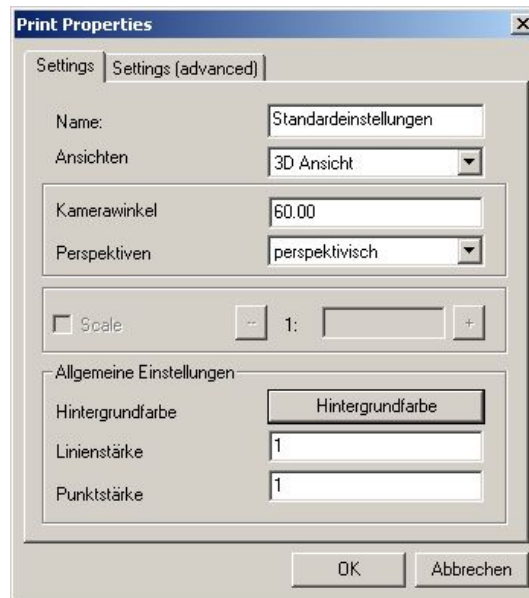 Print Properties
Settings
Settings (advanced)
Name:
Standardeinstellungen
Ansichten
3D Ansicht
Kamerawinkel
60.00
Perspektiven
perspektivisch
Scale
--
1:
+
Allgemeine Einstellungen
Hintergrundfarbe
Hintergrundfarbe
Linienstärke
1
Punktstärke
1
OK
Abbrechen